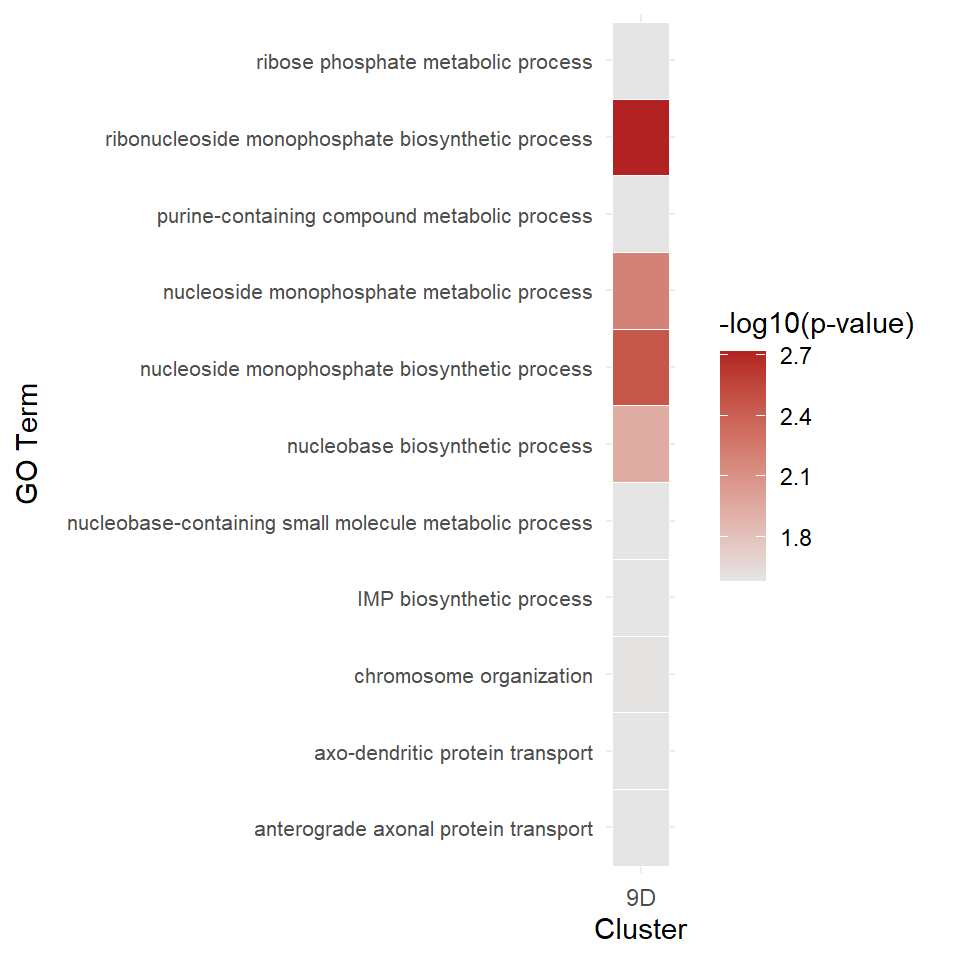 ribose phosphate metabolic process
ribonucleoside monophosphate biosynthetic process
purine-containing compound metabolic process
nucleoside monophosphate metabolic process
nucleoside monophosphate biosynthetic process
nucleobase biosynthetic process
nucleobase-containing small molecule metabolic process
IMP biosynthetic process
chromosome organization
axo-dendritic protein transport
anterograde axonal protein transport
GO Term
9D
Cluster
-log10(p-value)
2.7
2.4
2.1
1.8